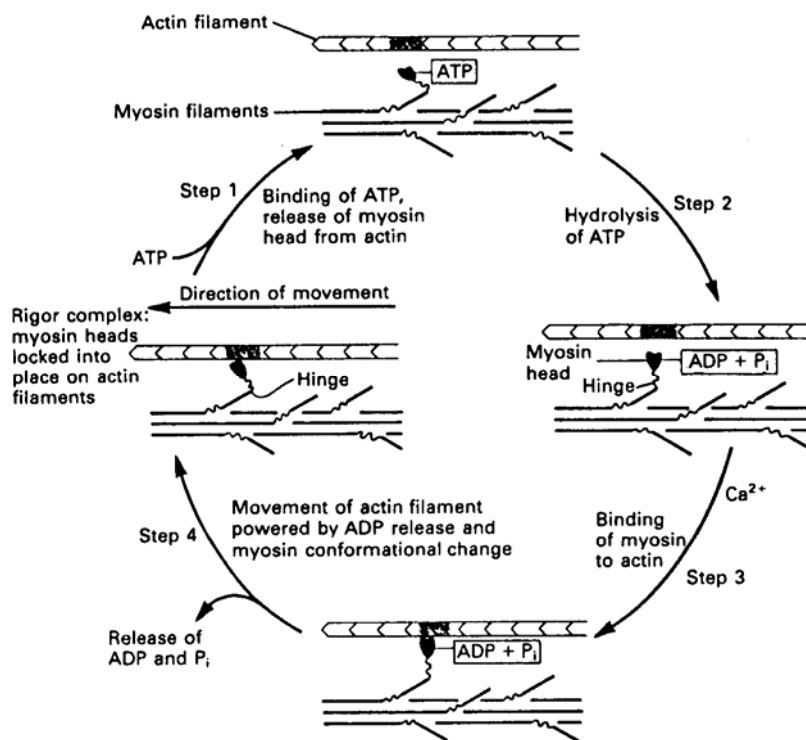 Actin filament
ATP
Myosin filaments
Step 1
Binding of ATP,
release of myosin
head from actin
ATP
Step 2
Hydrolysis
of ATP
Direction of movement
Rigor complex:
myosin heads
locked into
place on actin
filaments
Hinge
Myosin
head
ADP + Pi
Hinge
Ca²⁺
Binding
of myosin
to actin
Step 3
Movement of actin filament
powered by ADP release and
myosin conformational change
Step 4
Release of
ADP and Pi
ADP + Pi